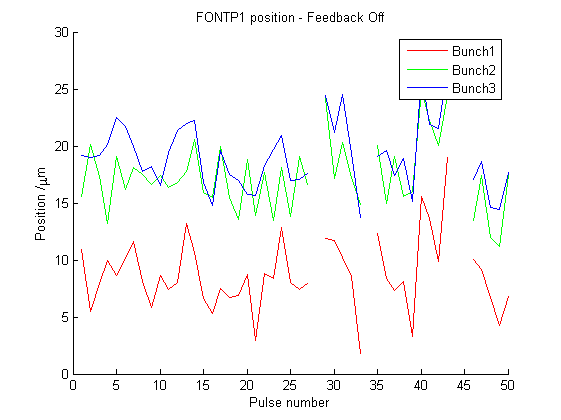 FONTP1 position - Feedback Off
Position /μm
30
25
20
15
10
5
0
Bunch1
Bunch2
Bunch3
0 5 10 15 20 25 30 35 40 45 50
Pulse number